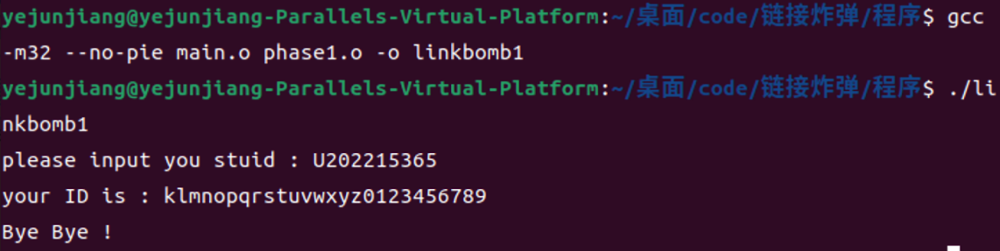 yejunjiang@yejunjiang-Parallels-Virtual-Platform:~/桌面/code/链接炸弹/程序$ gcc
-m32 --no-pie main.o phase1.o -o linkbomb1
yejunjiang@yejunjiang-Parallels-Virtual-Platform:~/桌面/code/链接炸弹/程序$ ./li
nkbomb1
please input you stuid : U202215365
your ID is : klmnopqrstuvwxyz0123456789
Bye Bye !